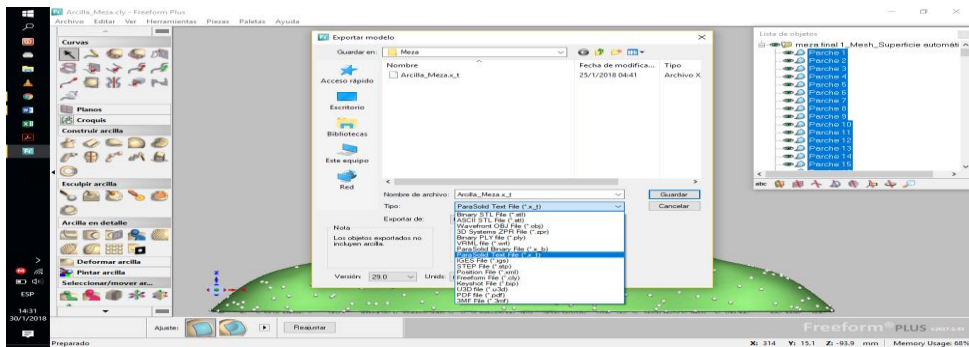 Arcilla_Meza.cly - Freeform Plus
Archivo Editar Ver Herramientas Piezas Paletas Ayuda
Curvas
Planos
Croquis
Construir arcilla
Esculpir arcilla
Arcilla en detalle
Deformar arcilla
Pintar arcilla
Seleccionar/mover ar...
Exportar modelo
Guardar en: Meza
Acceso rápido
Escritorio
Bibliotecas
Este equipo
Red
Nombre Fecha de modifica... Tipo
Arcilla_Meza.x_t 25/1/2018 04:41 Archivo X
Nombre de archivo: Arcilla_Meza.x_t Guardar
Tipo: ParaSolid Text File (*.x_t) Cancelar
Exportar de:
Binary STL File (*.stl)
ASCII STL File (*.stl)
Wavefront OBJ File (*.obj)
3D Systems ZPR File (*.zpr)
Binary PLY file (*.ply)
VRML file (*.wrl)
ParaSolid Binary File (*.x_b)
ParaSolid Text File (*.x_t)
IGES File (*.igs)
STEP File (*.stp)
Position File (*.xml)
Freeform File (*.cly)
Keyshot File (*.bip)
U3D file (*.u3d)
PDF file (*.pdf)
3MF File (*.3mf)
Nota
Los objetos exportados no
incluyen arcilla.
Versión: 29.0
Lista de objetos
meza final 1_Mesh_Superficie automáti
Parche 1
Parche 2
Parche 3
Parche 4
Parche 5
Parche 6
Parche 7
Parche 8
Parche 9
Parche 10
Parche 11
Parche 12
Parche 13
Parche 14
Parche 15
abc
ESP
14:31
30/1/2018
Ajuste: Reajustar
Freeform® PLUS
Preparado
X: 314 Y: 15.1 Z: -93.9 mm Memory Usage: 68%